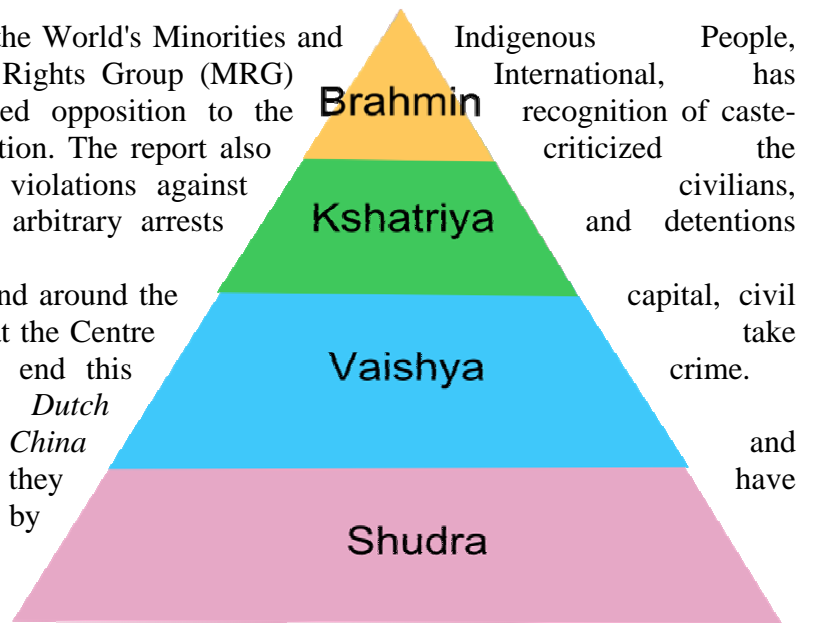 the World's Minorities and Indigenous People,
Rights Group (MRG) International, has
ed opposition to the Brahmin recognition of caste-
tion. The report also criticized the
violations against civilians,
arbitrary arrests Kshatriya and detentions
nd around the capital, civil
t the Centre take
end this Vaishya crime.
Dutch
China and
they have
by
Shudra